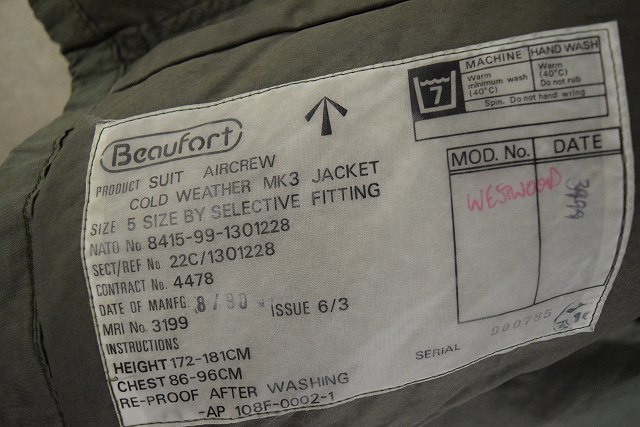 Beaufort
PRODUCT SUIT AIRCREW
COLD WEATHER MK3 JACKET
SIZE 5 SIZE BY SELECTIVE FITTING
NATO No 8415-99-1301228
SECT/REF No 22C/1301228
CONTRACT No. 4478
DATE OF MANFG. 8/80 ISSUE 6/3
MRI No. 3199
INSTRUCTIONS
HEIGHT 172-181CM
CHEST 86-96CM
RE-PROOF AFTER WASHING
-AP 108F-0002-1
7
MACHINE HAND WASH
Warm minimum wash (40°C)
Warm (40°C) Do not rub
Spin. Do not hand wring
MOD. No. DATE
WESTWOOD
SERIAL 900785